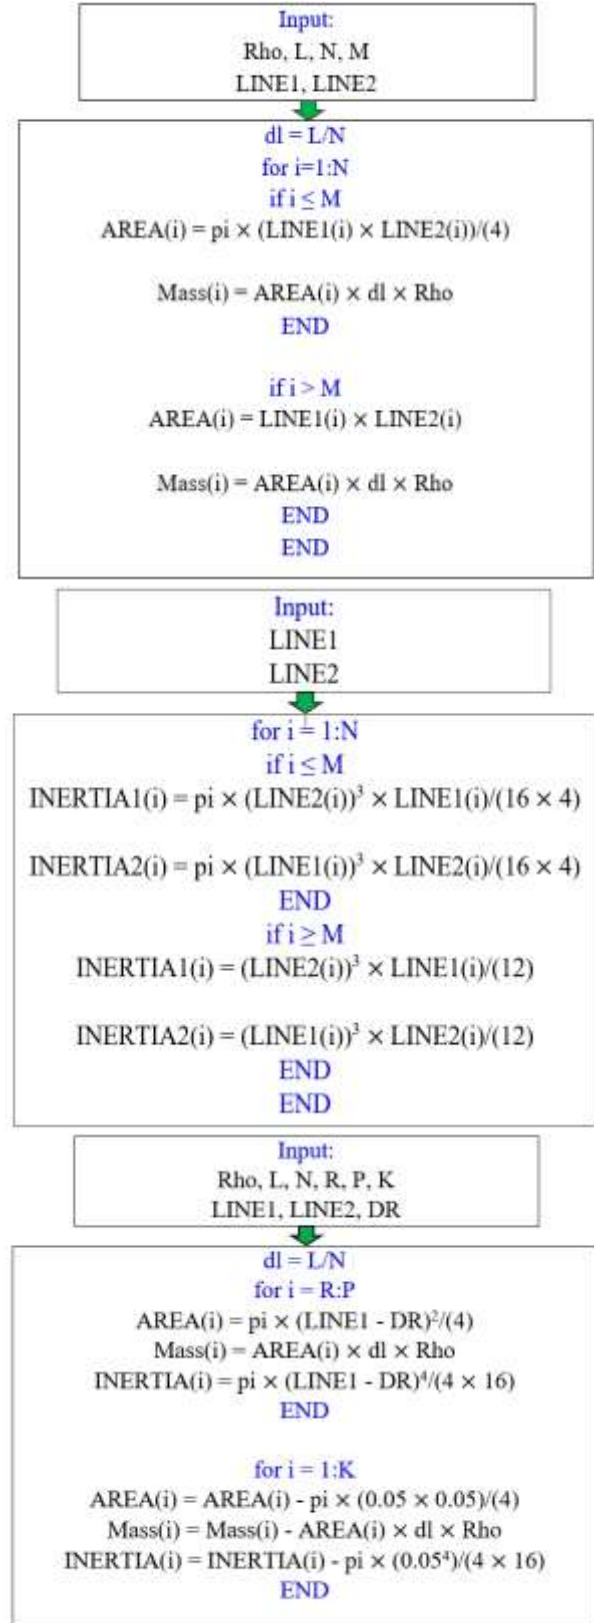 Input:
Rho, L, N, M
LINE1, LINE2
dl = L/N
for i=1:N
if i ≤ M
AREA(i) = pi × (LINE1(i) × LINE2(i))/(4)
Mass(i) = AREA(i) × dl × Rho
END
if i > M
AREA(i) = LINE1(i) × LINE2(i)
Mass(i) = AREA(i) × dl × Rho
END
END
Input:
LINE1
LINE2
for i = 1:N
if i ≤ M
INERTIA1(i) = pi × (LINE2(i))³ × LINE1(i)/(16 × 4)
INERTIA2(i) = pi × (LINE1(i))³ × LINE2(i)/(16 × 4)
END
if i ≥ M
INERTIA1(i) = (LINE2(i))³ × LINE1(i)/(12)
INERTIA2(i) = (LINE1(i))³ × LINE2(i)/(12)
END
END
Input:
Rho, L, N, R, P, K
LINE1, LINE2, DR
dl = L/N
for i = R:P
AREA(i) = pi × (LINE1 - DR)²/(4)
Mass(i) = AREA(i) × dl × Rho
INERTIA(i) = pi × (LINE1 - DR)⁴/(4 × 16)
END
for i = 1:K
AREA(i) = AREA(i) - pi × (0.05 × 0.05)/(4)
Mass(i) = Mass(i) - AREA(i) × dl × Rho
INERTIA(i) = INERTIA(i) - pi × (0.05⁴)/(4 × 16)
END